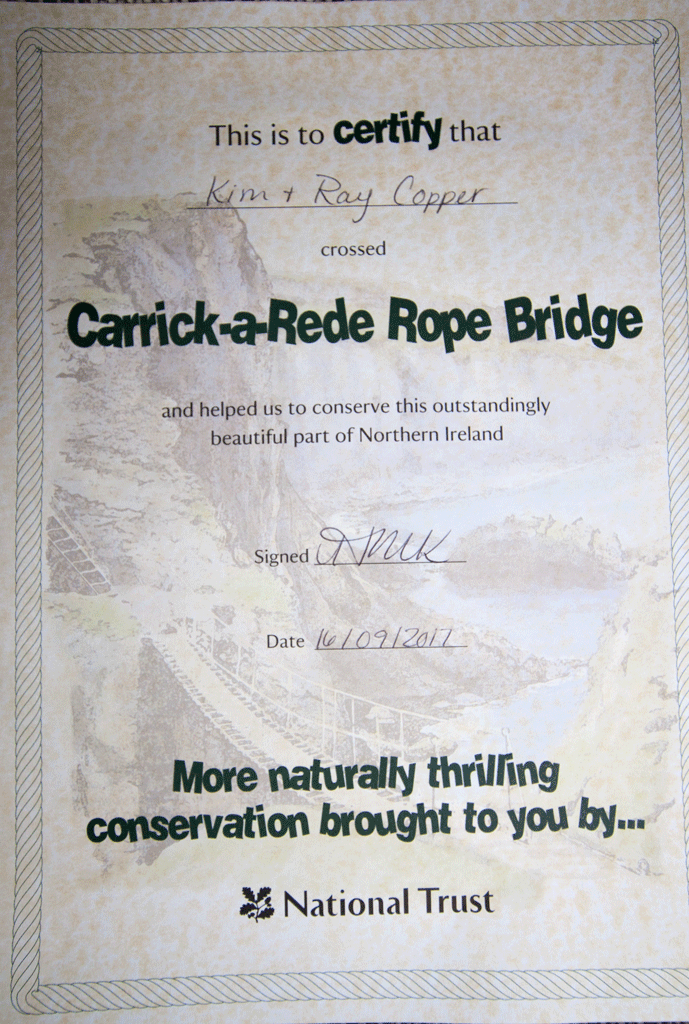 This is to certify that
Kim + Ray Copper
crossed
Carrick-a-Rede Rope Bridge
and helped us to conserve this outstandingly
beautiful part of Northern Ireland
Signed
Date 16/09/2017
More naturally thrilling
conservation brought to you by...
National Trust